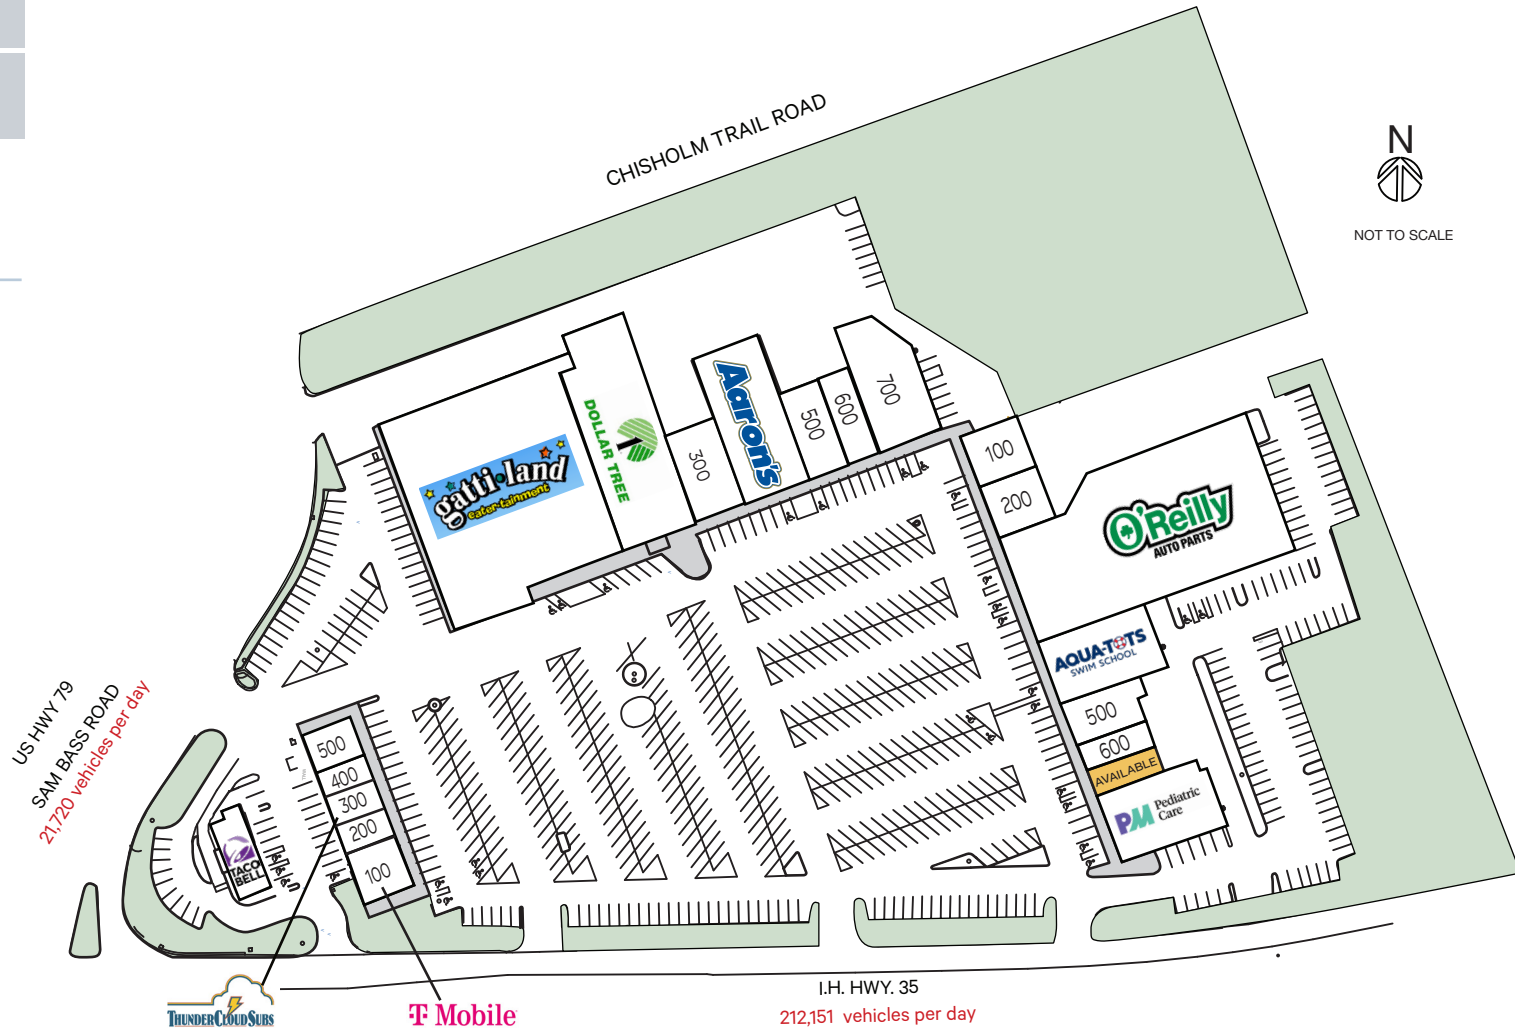 CHISHOLM TRAIL ROAD
N
NOT TO SCALE
gatti•land
eater-tainment
DOLLAR TREE
300
Aaron's
500
600
700
100
200
O'Reilly
AUTO PARTS
AQUA-TOTS
SWIM SCHOOL
500
600
AVAILABLE
PM Pediatric
Care
US HWY 79
SAM BASS ROAD
21,720 vehicles per day
500
400
300
200
100
TACO
BELL
THUNDERCLOUD SUBS
T Mobile
I.H. HWY. 35
212,151 vehicles per day